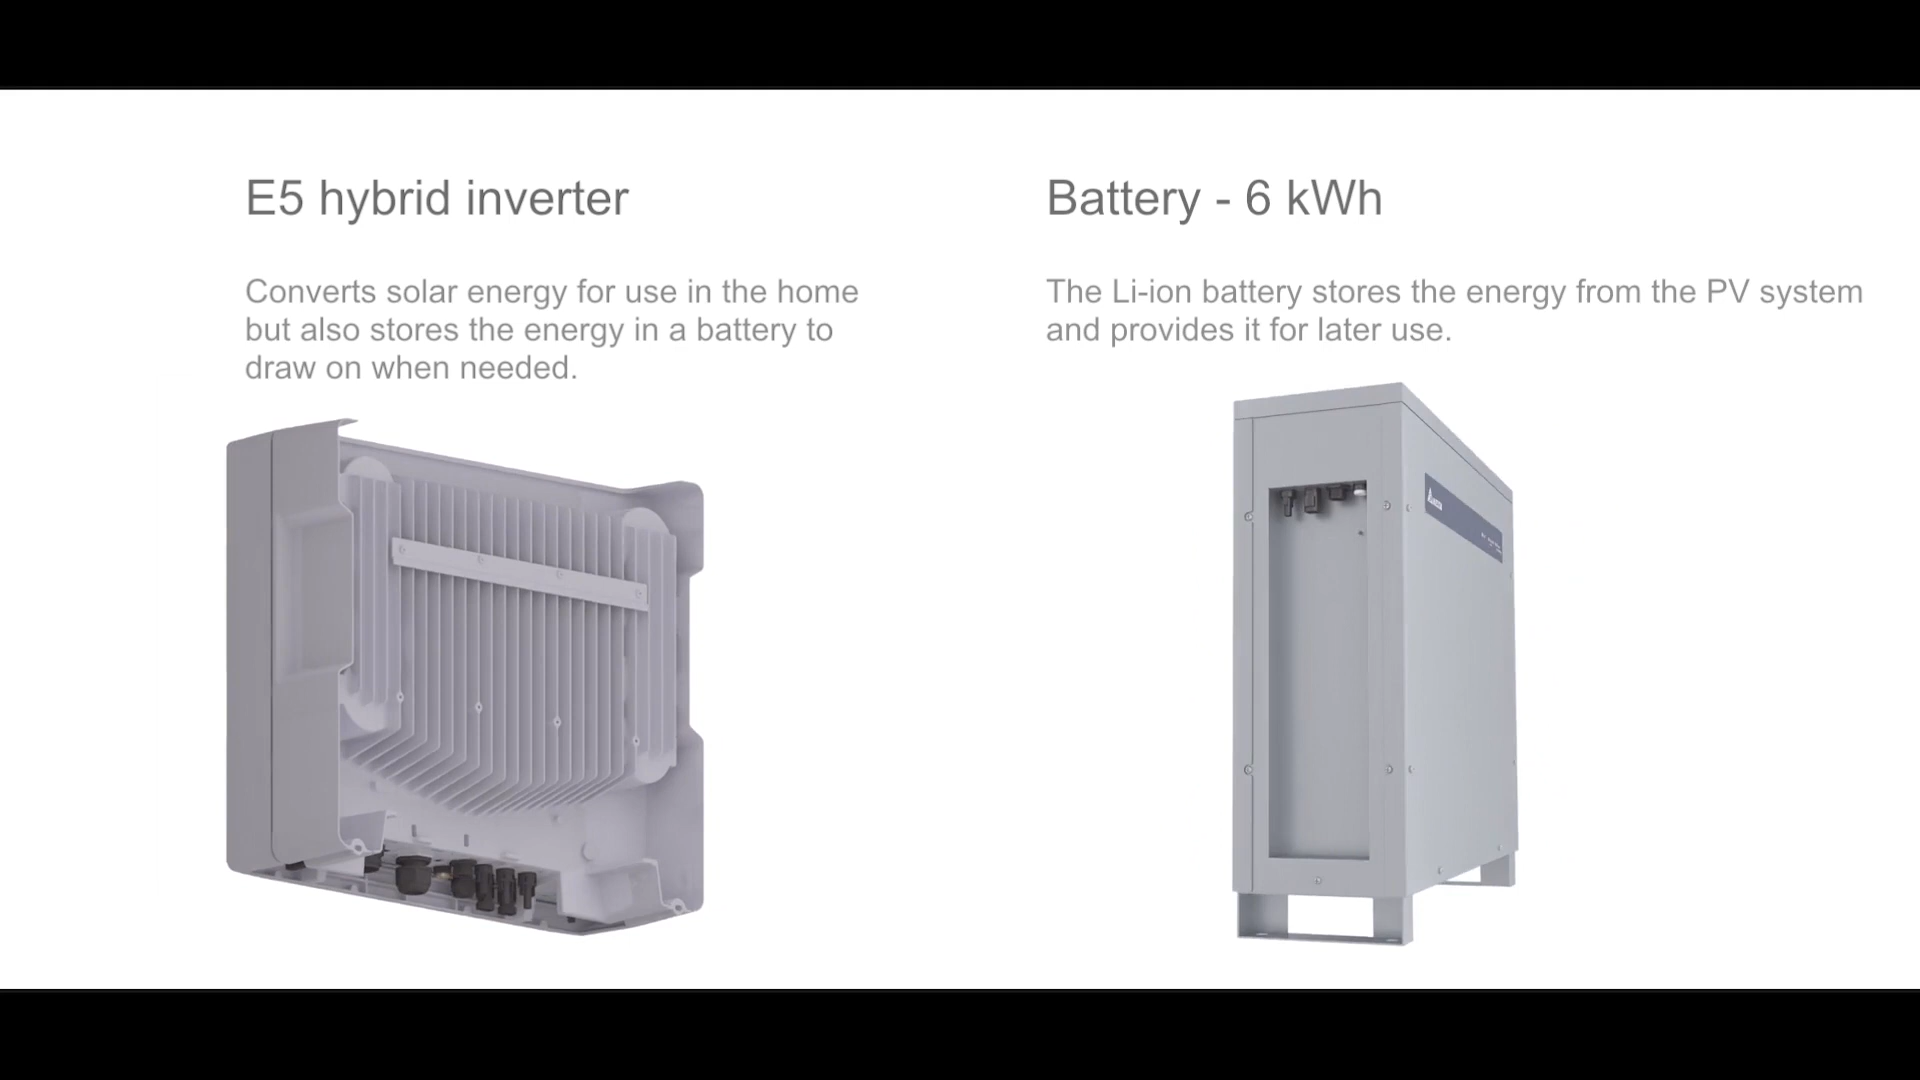 E5 hybrid inverter
Converts solar energy for use in the home
but also stores the energy in a battery to
draw on when needed.
Battery - 6 kWh
The Li-ion battery stores the energy from the PV system
and provides it for later use.